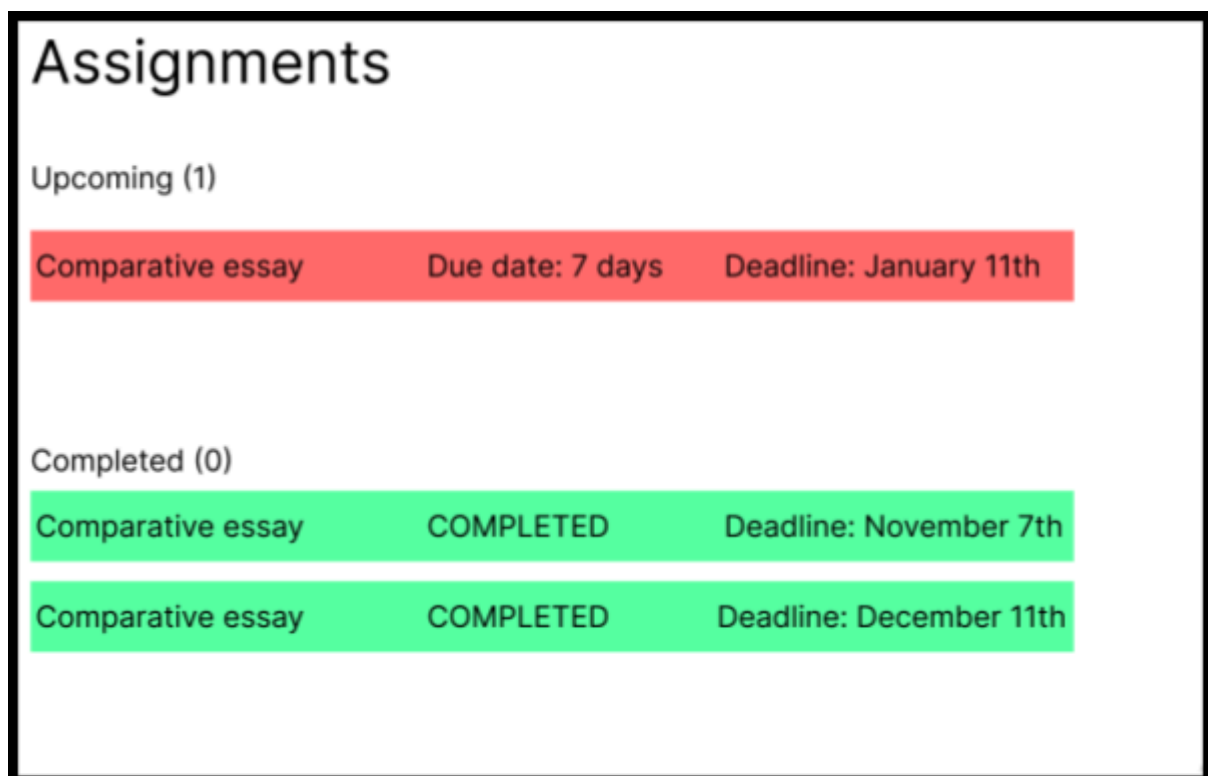 Assignments
Upcoming (1)
Comparative essay Due date: 7 days Deadline: January 11th
Completed (0)
Comparative essay COMPLETED Deadline: November 7th
Comparative essay COMPLETED Deadline: December 11th